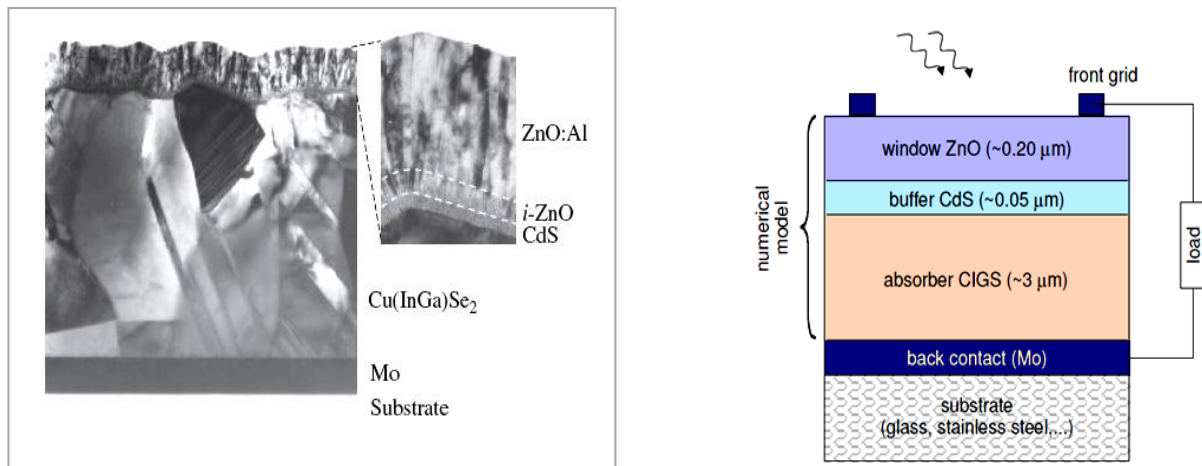 ZnO:Al
i-ZnO
CdS
Cu(InGa)Se₂
Mo
Substrate
front grid
window ZnO (~0.20 μm)
buffer CdS (~0.05 μm)
absorber CIGS (~3 μm)
back contact (Mo)
substrate
(glass, stainless steel,...)
numerical
model
load